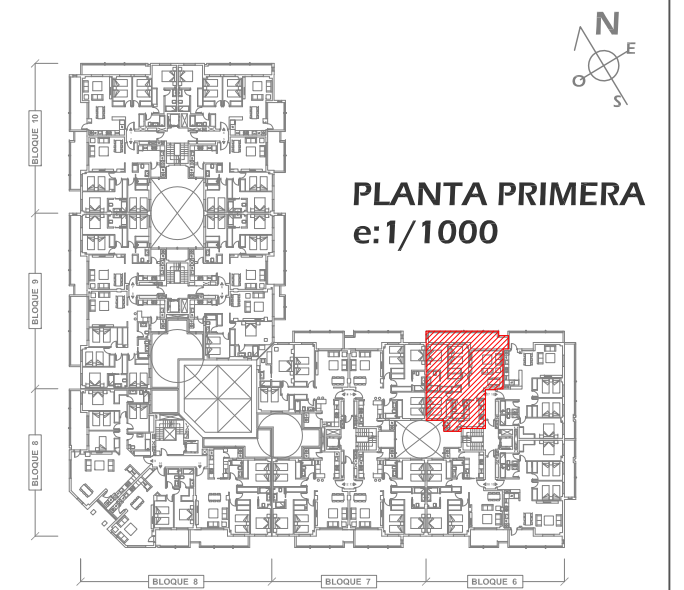 N
E
O
S
PLANTA PRIMERA
e:1/1000
BLOQUE 10
BLOQUE 9
BLOQUE 8
BLOQUE 8
BLOQUE 7
BLOQUE 6